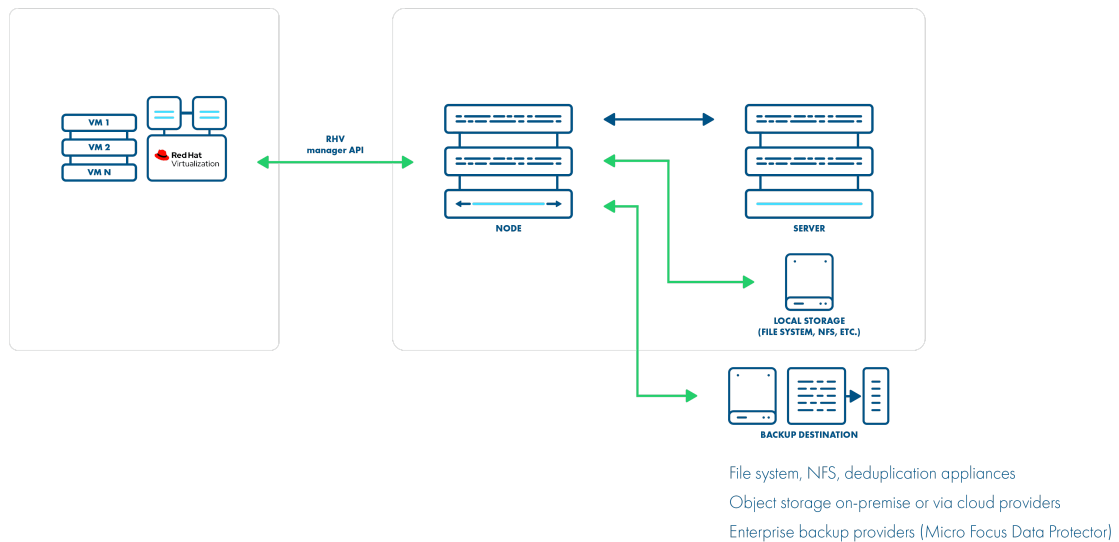 VM 1
VM 2
VM N
Red Hat
Virtualization
RHV
manager API
NODE
SERVER
LOCAL STORAGE
(FILE SYSTEM, NFS, ETC.)
BACKUP DESTINATION
File system, NFS, deduplication appliances
Object storage on-premise or via cloud providers
Enterprise backup providers (Micro Focus Data Protector)